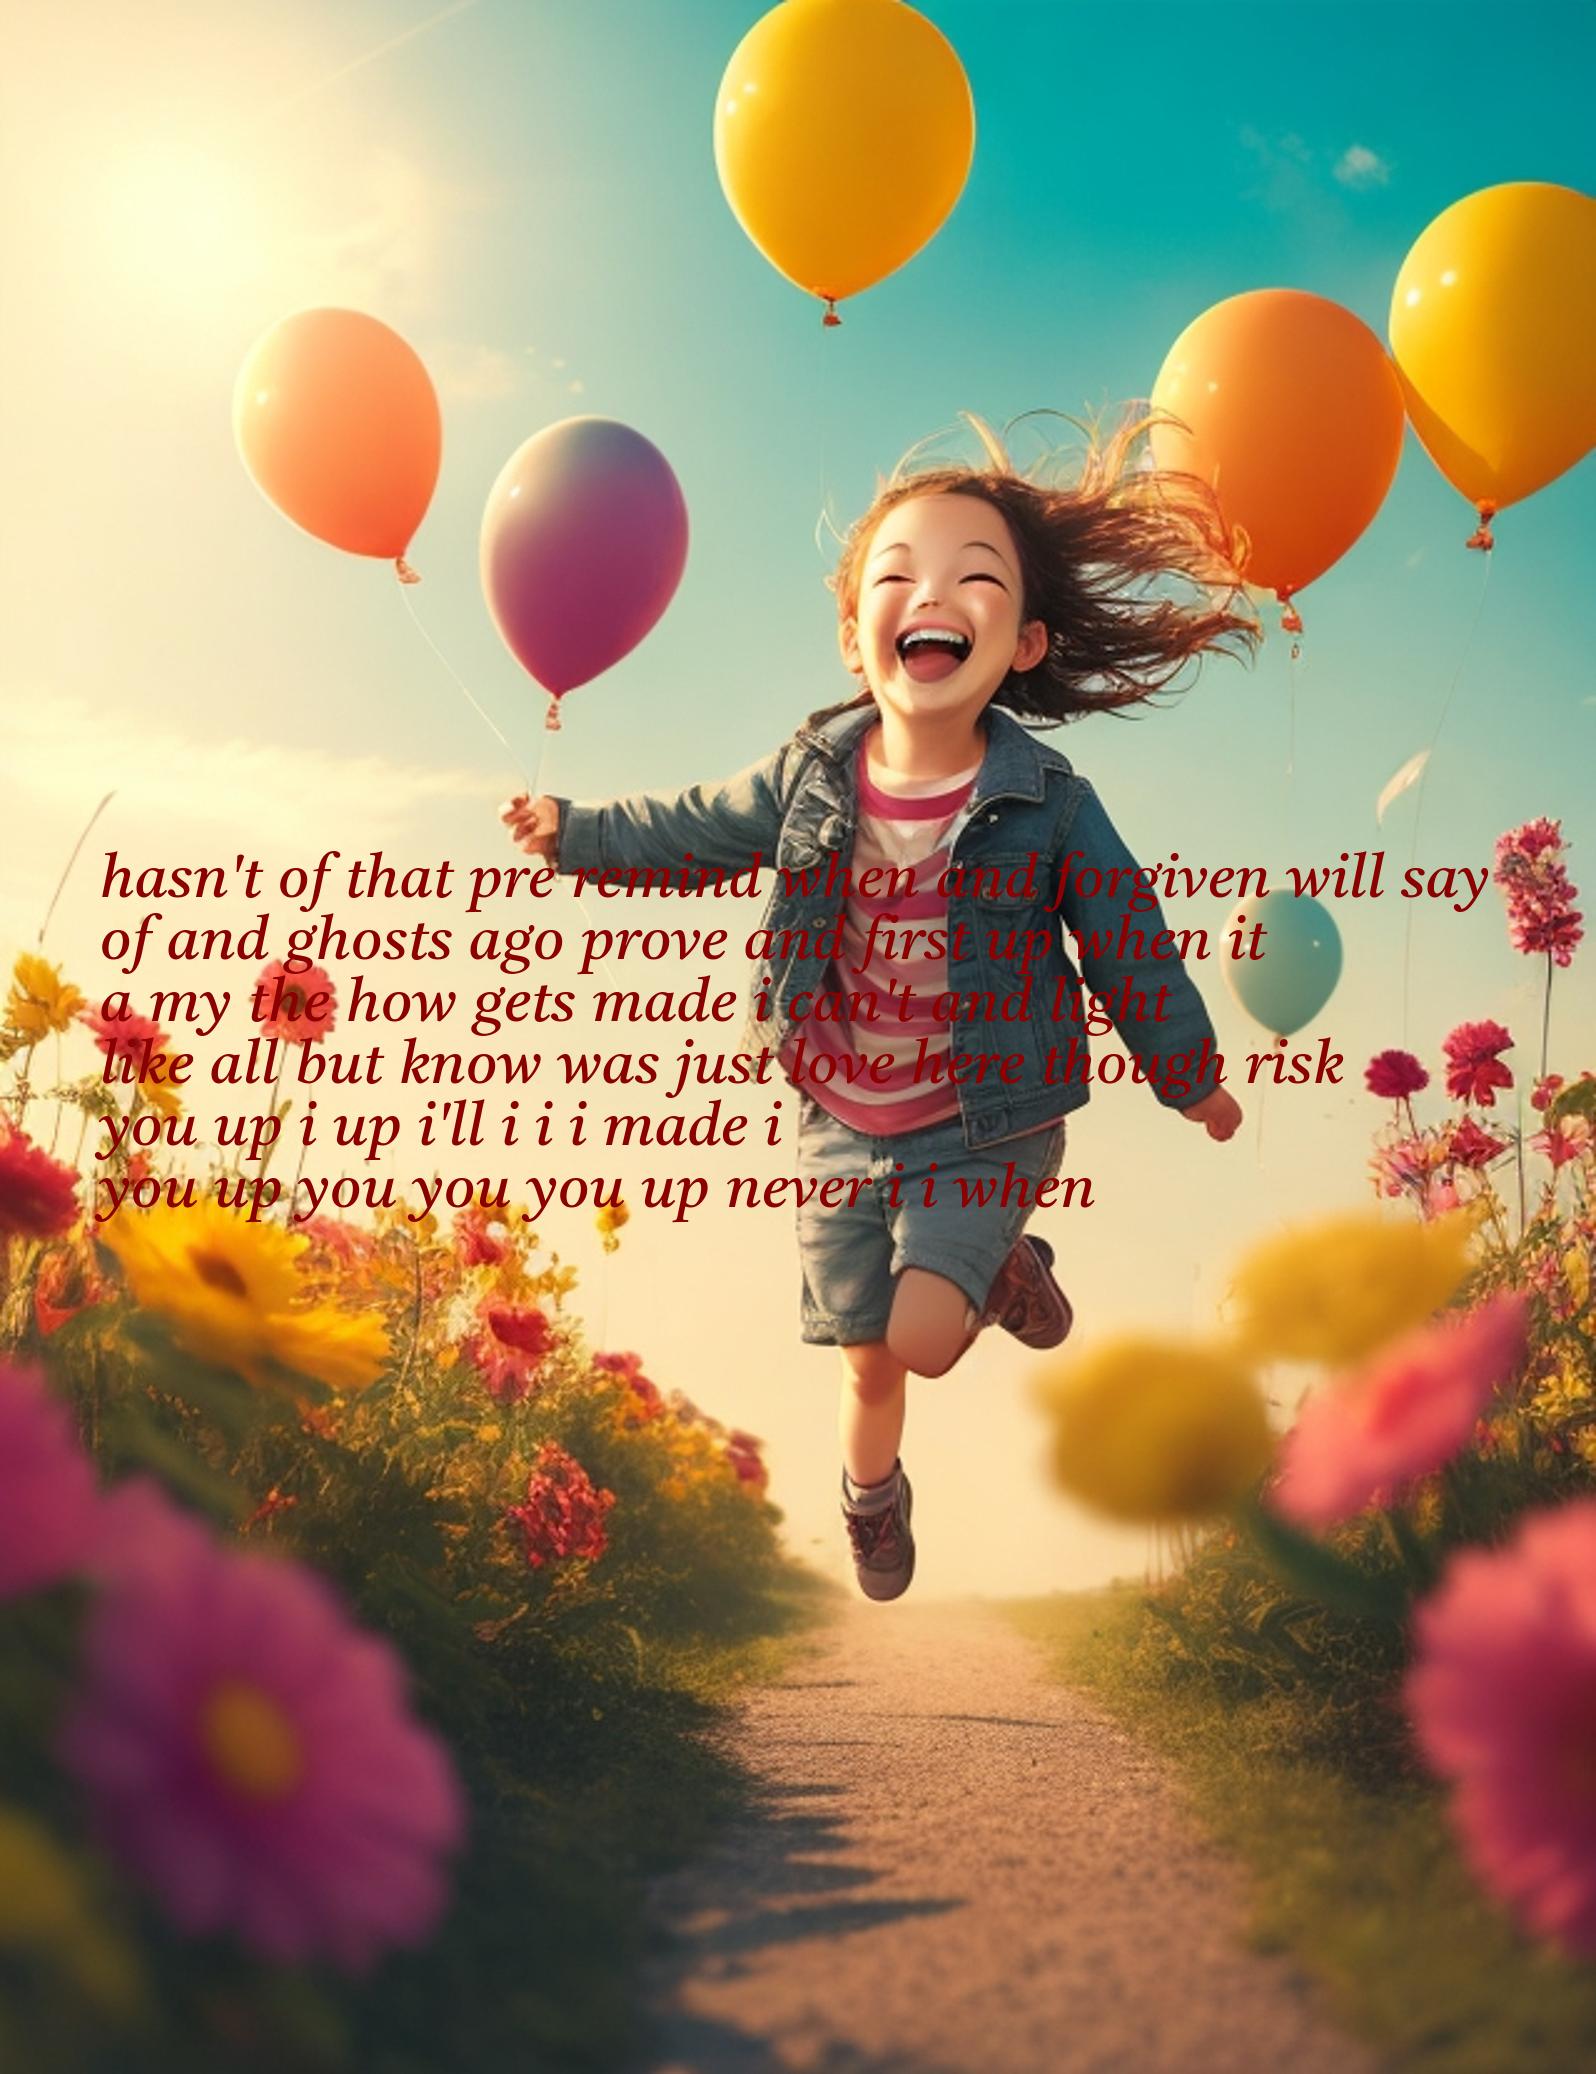 hasn't of that pre remind when and forgiven will say
of and ghosts ago prove and first up when it
a my the how gets made i can't and light
like all but know was just love here though risk
you up i up i'll i i i made i
you up you you you up never i i when